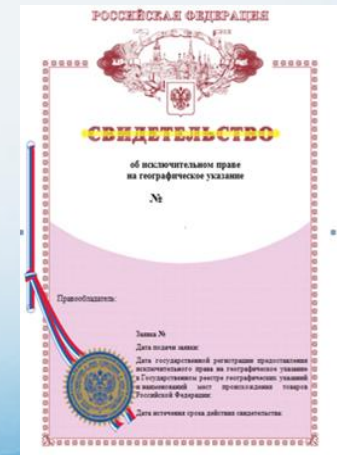 РОССИЙСКАЯ ФЕДЕРАЦИЯ
СВИДЕТЕЛЬСТВО
об исключительном праве
на географическое указание
№
Правообладатель:
Заявка №
Дата подачи заявки:
Дата государственной регистрации предоставления
исключительного права на географическое указание
в Государственном реестре географических указаний
и наименований мест происхождения товаров
Российской Федерации:
Дата истечения срока действия свидетельства: